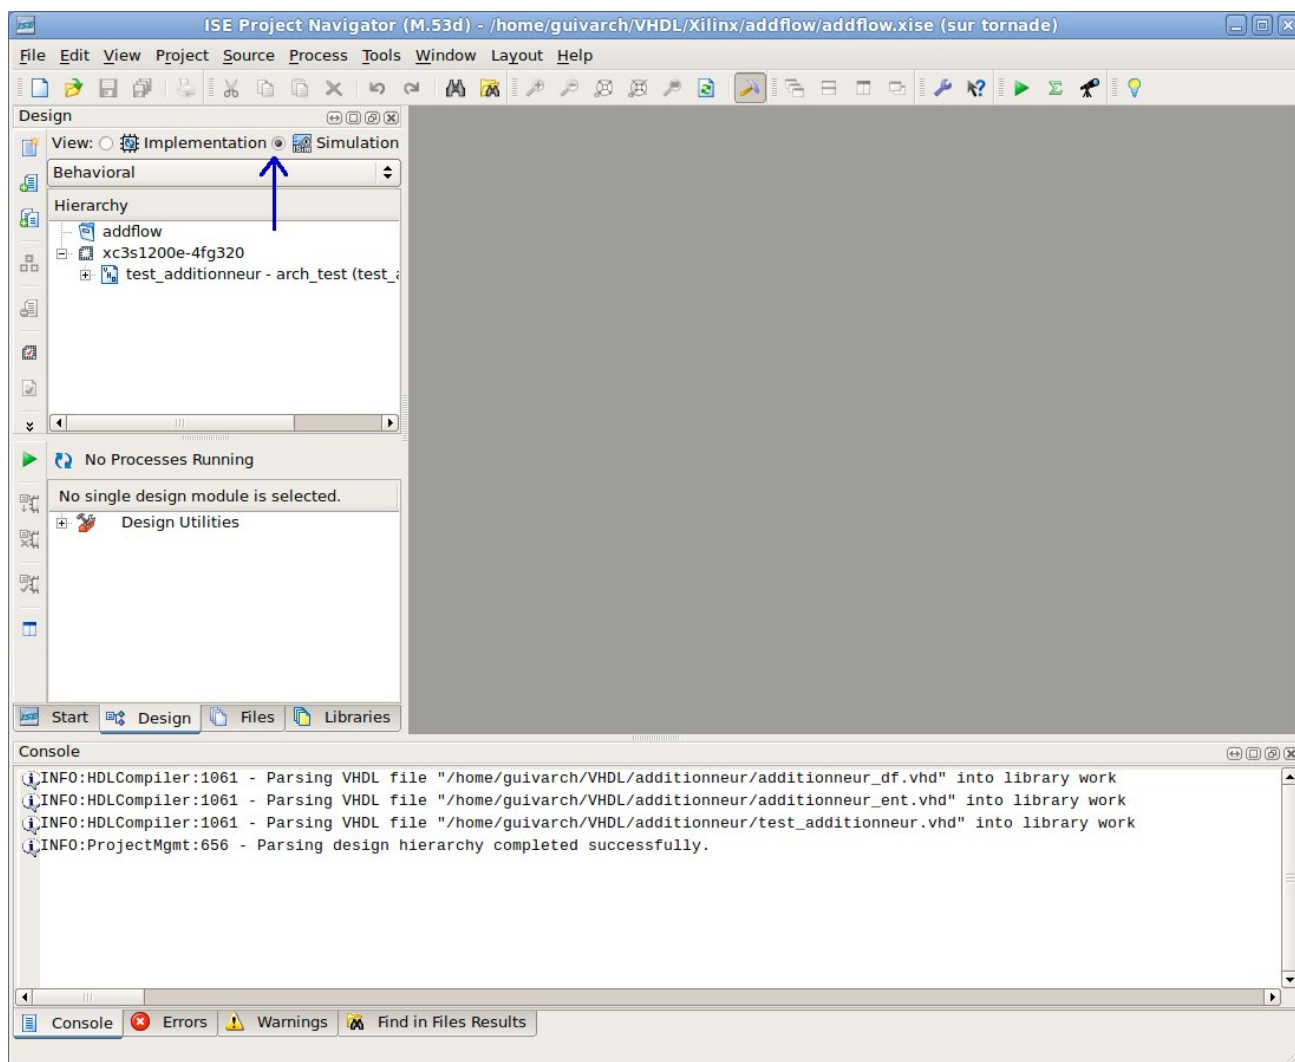 ISE Project Navigator (M.53d) - /home/guivarch/VHDL/Xilinx/addflow/addflow.xise (sur tornade)
File Edit View Project Source Process Tools Window Layout Help
Design
View: Implementation Simulation
Behavioral
Hierarchy
addflow
xc3s1200e-4fg320
test_additionneur - arch_test (test_a
No Processes Running
No single design module is selected.
Design Utilities
Start Design Files Libraries
Console
INFO:HDLCompiler:1061 - Parsing VHDL file "/home/guivarch/VHDL/additionneur/additionneur_df.vhd" into library work
INFO:HDLCompiler:1061 - Parsing VHDL file "/home/guivarch/VHDL/additionneur/additionneur_ent.vhd" into library work
INFO:HDLCompiler:1061 - Parsing VHDL file "/home/guivarch/VHDL/additionneur/test_additionneur.vhd" into library work
INFO:ProjectMgmt:656 - Parsing design hierarchy completed successfully.
Console Errors Warnings Find in Files Results